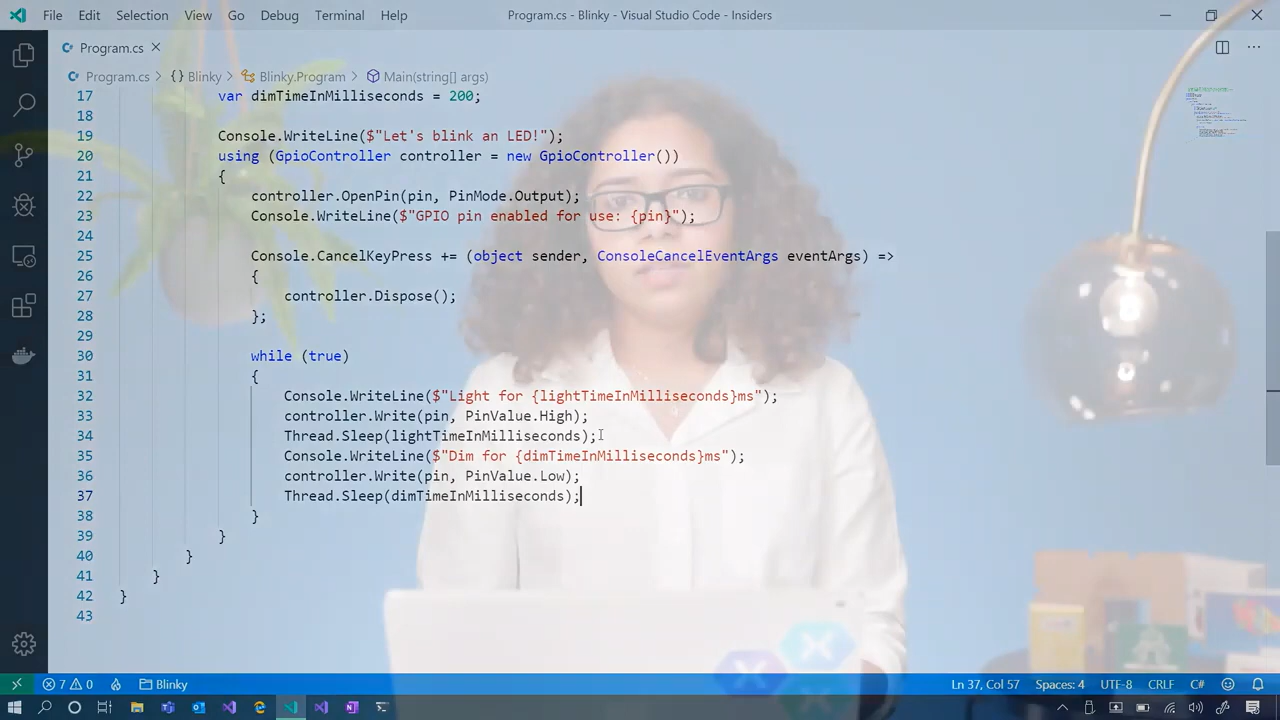 File Edit Selection View Go Debug Terminal Help Program.cs - Blinky - Visual Studio Code - Insiders
Program.cs
Program.cs > {} Blinky > Blinky.Program > Main(string[] args)
17 var dimTimeInMilliseconds = 200;
18
19 Console.WriteLine($"Let's blink an LED!");
20 using (GpioController controller = new GpioController())
21 {
22 controller.OpenPin(pin, PinMode.Output);
23 Console.WriteLine($"GPIO pin enabled for use: {pin}");
24
25 Console.CancelKeyPress += (object sender, ConsoleCancelEventArgs eventArgs) =>
26 {
27 controller.Dispose();
28 };
29
30 while (true)
31 {
32 Console.WriteLine($"Light for {lightTimeInMilliseconds}ms");
33 controller.Write(pin, PinValue.High);
34 Thread.Sleep(lightTimeInMilliseconds);
35 Console.WriteLine($"Dim for {dimTimeInMilliseconds}ms");
36 controller.Write(pin, PinValue.Low);
37 Thread.Sleep(dimTimeInMilliseconds);
38 }
39 }
40 }
41 }
42 }
43
7 0 Blinky Ln 37, Col 57 Spaces: 4 UTF-8 CRLF C#